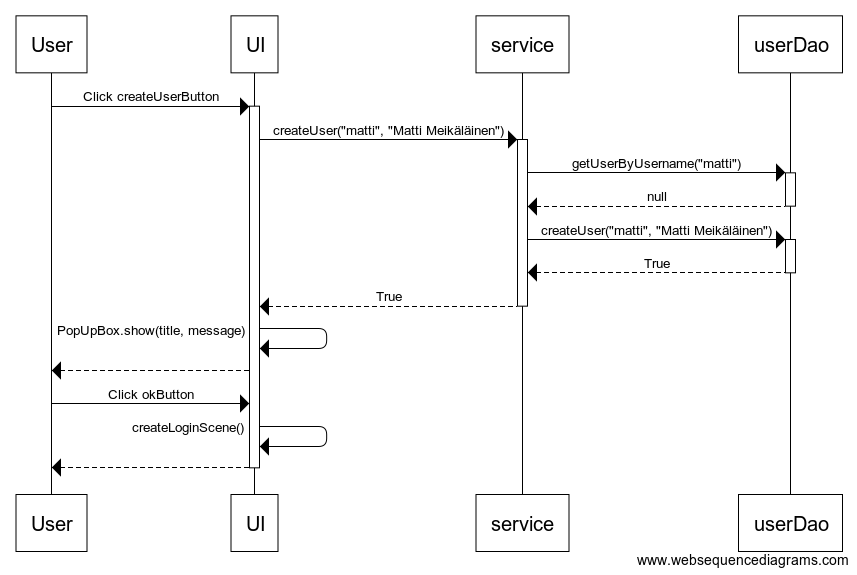 User
UI
service
userDao
Click createUserButton
createUser("matti", "Matti Meikäläinen")
getUserByUsername("matti")
null
createUser("matti", "Matti Meikäläinen")
True
True
PopUpBox.show(title, message)
Click okButton
createLoginScene()
User
UI
service
userDao
www.websequencediagrams.com